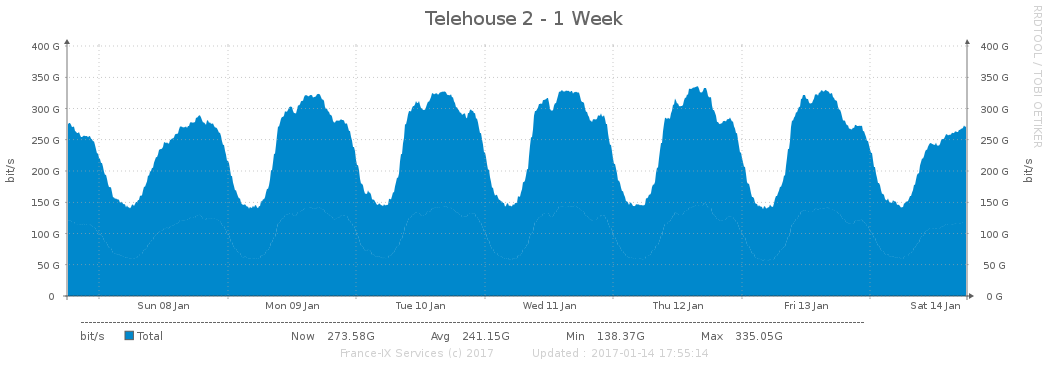 Telehouse 2 - 1 Week
RRDTOOL / TOBI OETIKER
400 G 400 G
350 G 350 G
300 G 300 G
250 G 250 G
200 G 200 G
150 G 150 G
100 G 100 G
50 G 50 G
0 0 G
bit/s bit/s
Sun 08 Jan Mon 09 Jan Tue 10 Jan Wed 11 Jan Thu 12 Jan Fri 13 Jan Sat 14 Jan
bit/s Total Now 273.58G Avg 241.15G Min 138.37G Max 335.05G
France-IX Services (c) 2017 Updated : 2017-01-14 17:55:14